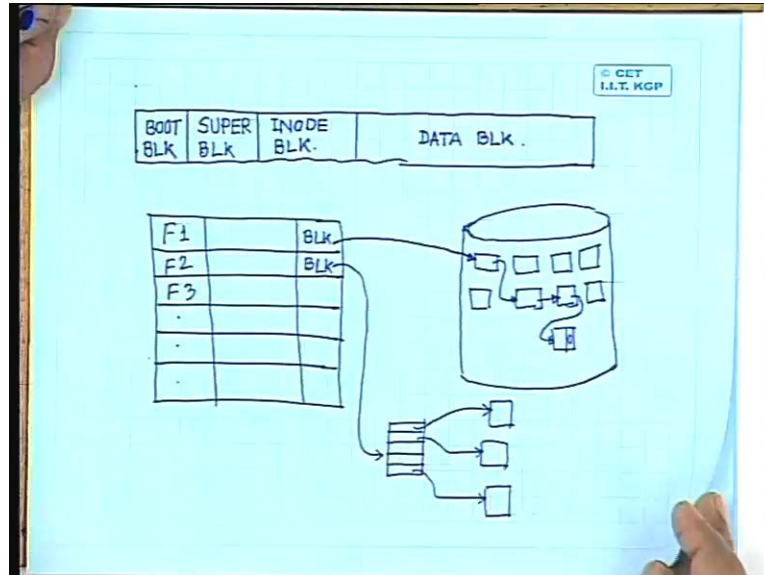 © CET
I.I.T. KGP
BOOT SUPER INODE
BLK BLK BLK. DATA BLK.
F1 BLK
F2 BLK
F3
.
.
.
0